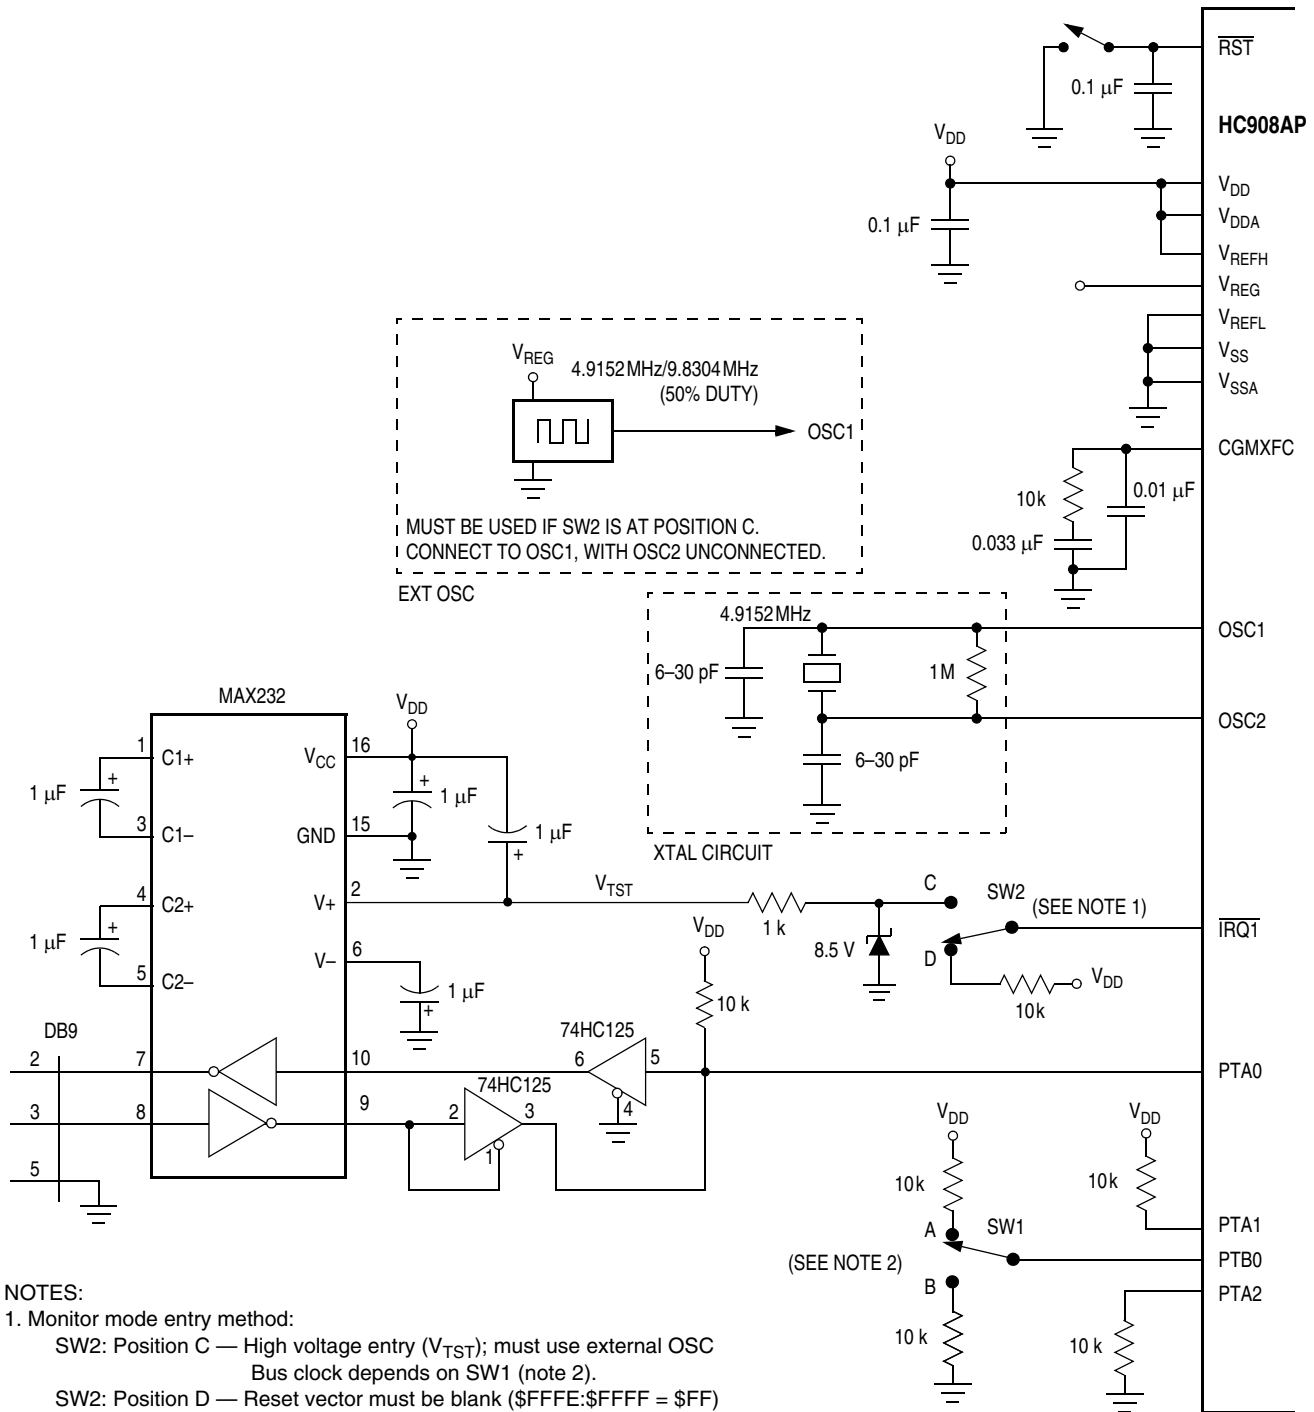 RST
0.1 μF
HC908AP
VDD
VDD
0.1 μF
VDDA
VREFH
VREG
VREFL
VREG
4.9152MHz/9.8304MHz
(50% DUTY)
VSS
VSSA
OSC1
CGMXFC
10k
0.01 μF
MUST BE USED IF SW2 IS AT POSITION C.
CONNECT TO OSC1, WITH OSC2 UNCONNECTED.
0.033 μF
EXT OSC
4.9152MHz
OSC1
6–30 pF
1M
MAX232
VDD
OSC2
1
C1+
VCC
16
6–30 pF
+
1 μF
+
1 μF
3
C1–
GND
15
1 μF
+
XTAL CIRCUIT
4
C2+
V+
2
VTST
C
SW2
(SEE NOTE 1)
1 k
VDD
IRQ1
+
1 μF
8.5 V
D
V–
6
5
C2–
VDD
1 μF
+
10 k
10k
DB9
74HC125
2
7
10
6
5
PTA0
74HC125
4
3
8
9
2
3
1
VDD
VDD
5
10k
10k
A
SW1
PTA1
(SEE NOTE 2)
PTB0
B
PTA2
NOTES:
1. Monitor mode entry method:
10 k
10 k
SW2: Position C — High voltage entry (VTST); must use external OSC
Bus clock depends on SW1 (note 2).
SW2: Position D — Reset vector must be blank ($FFFE:$FFFF = $FF)